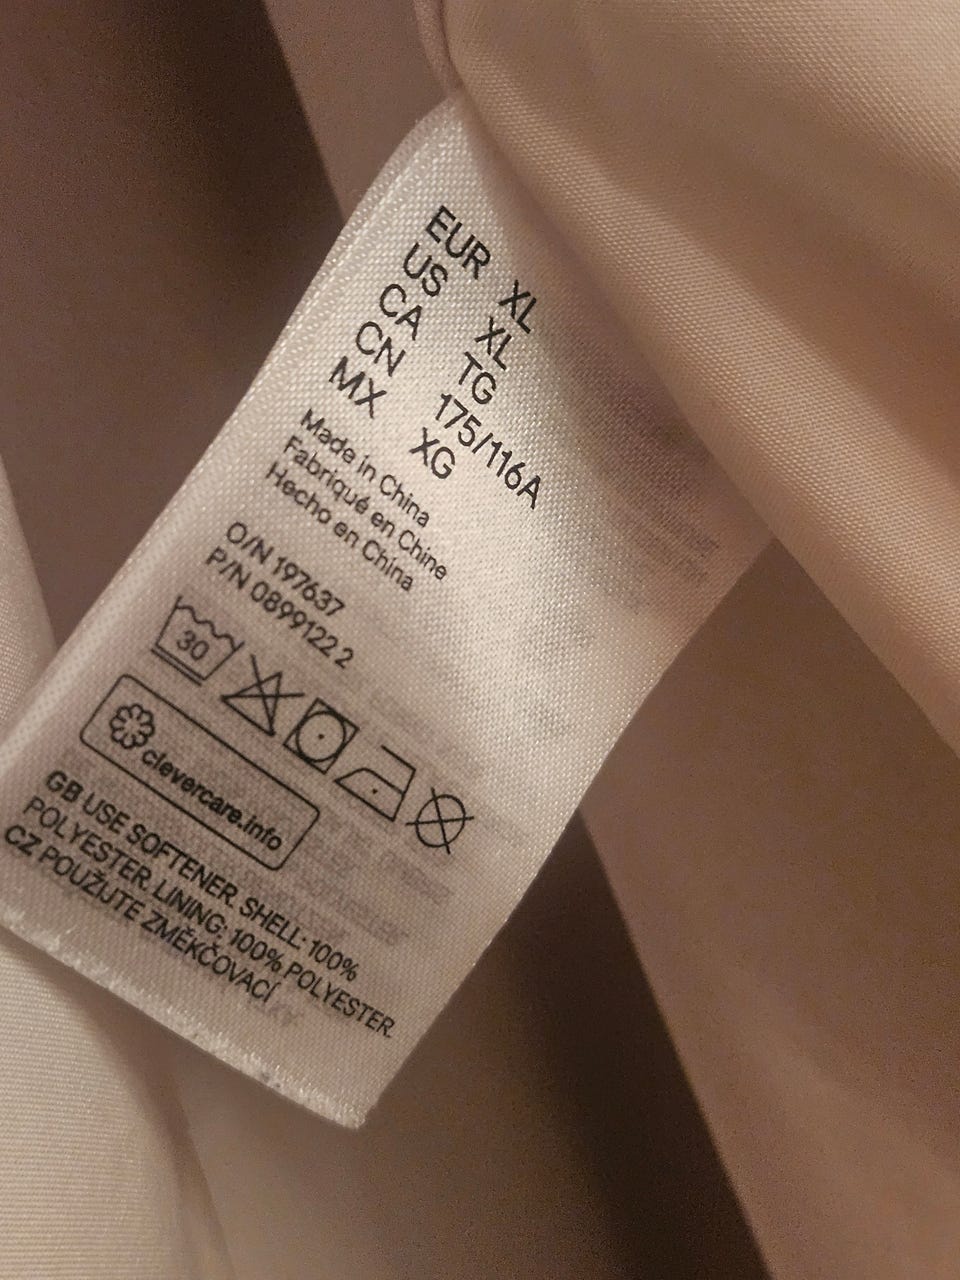 EUR XL
US XL
CA TG
CN 175/116A
MX XG
Made in China
Fabriqué en Chine
Hecho en China
O/N 197637
P/N 0899122 2
30
clevercare.info
GB USE SOFTENER. SHELL: 100%
POLYESTER. LINING: 100% POLYESTER.
CZ POUŽIJTE ZMĚKČOVACÍ